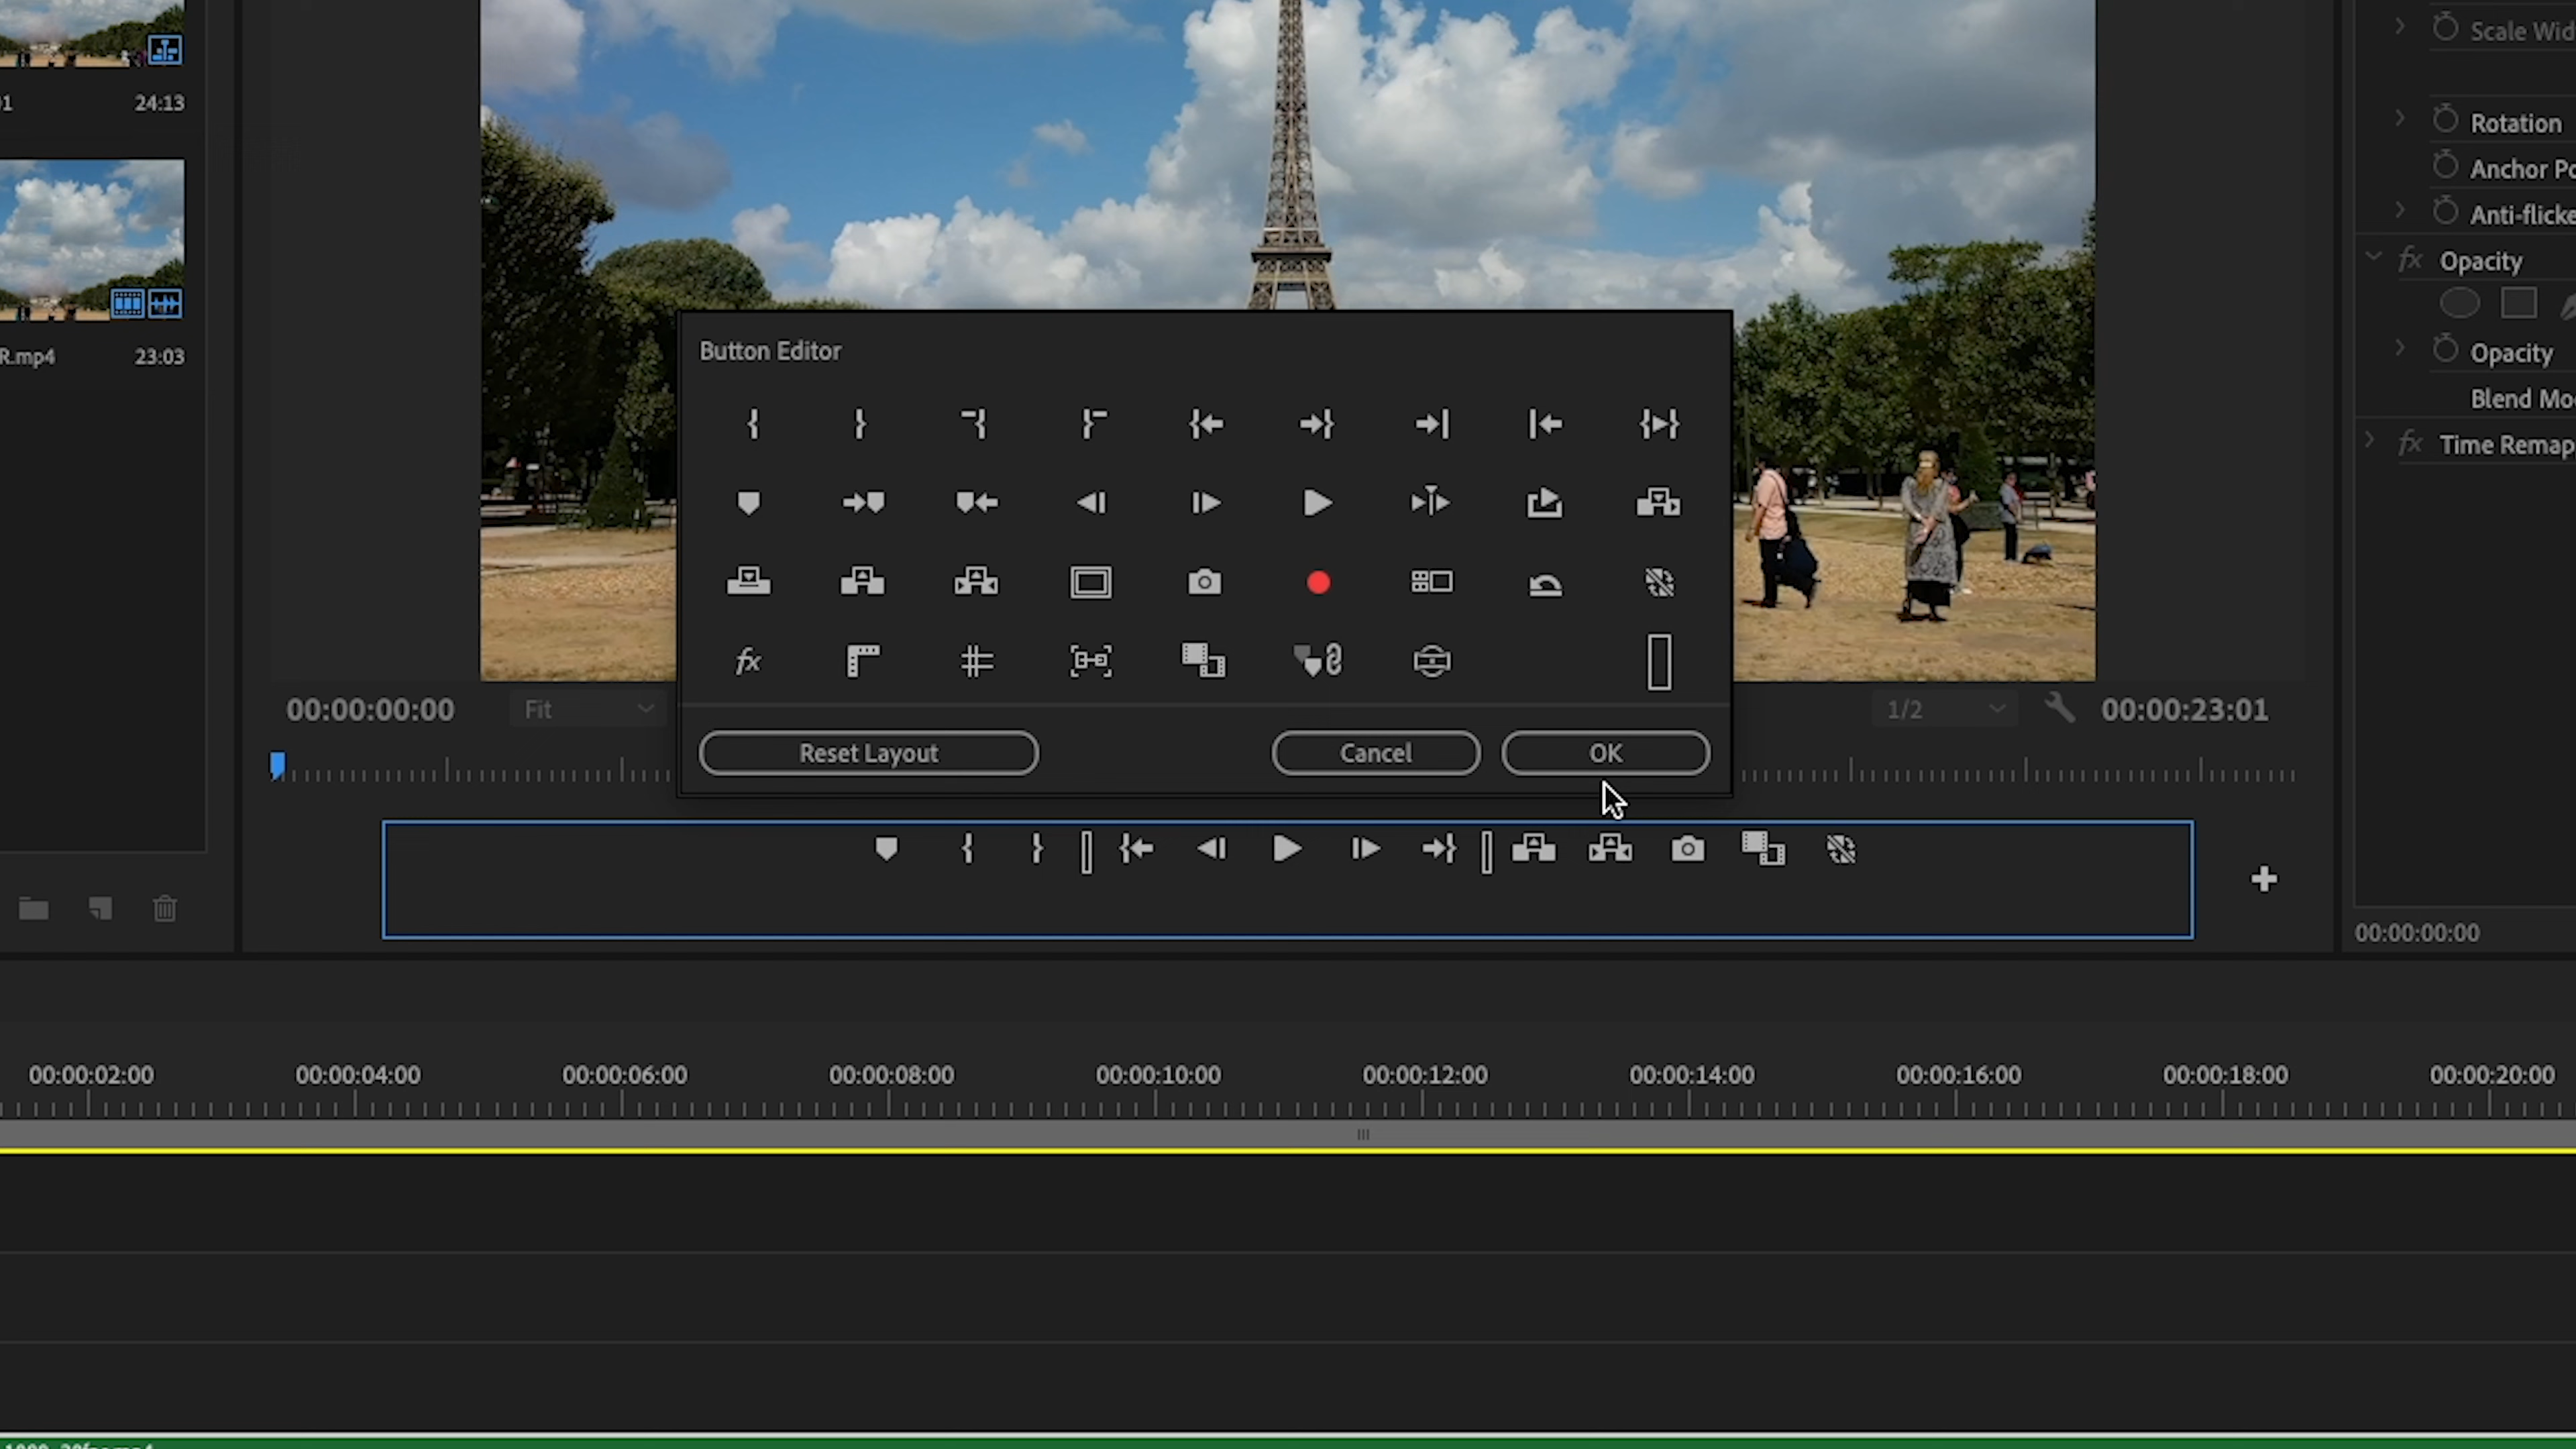 Scale Wid
1
24:13
Rotation
Anchor Po
Anti-flicke
fx Opacity
R.mp4
23:03
Button Editor
fx
Opacity
Blend Mo
fx Time Remap
00:00:00:00
Fit
1/2
00:00:23:01
Reset Layout
Cancel
OK
00:00:00:00
00:00:02:00
00:00:04:00
00:00:06:00
00:00:08:00
00:00:10:00
00:00:12:00
00:00:14:00
00:00:16:00
00:00:18:00
00:00:20:00